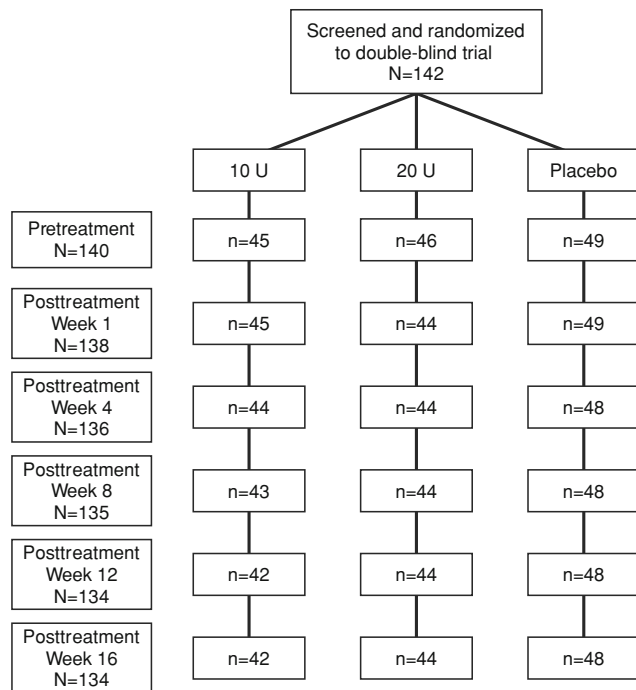 Screened and randomized
to double-blind trial
N=142
10 U
20 U
Placebo
Pretreatment
N=140
n=45
n=46
n=49
Posttreatment
Week 1
N=138
n=45
n=44
n=49
Posttreatment
Week 4
N=136
n=44
n=44
n=48
Posttreatment
Week 8
N=135
n=43
n=44
n=48
Posttreatment
Week 12
N=134
n=42
n=44
n=48
Posttreatment
Week 16
N=134
n=42
n=44
n=48